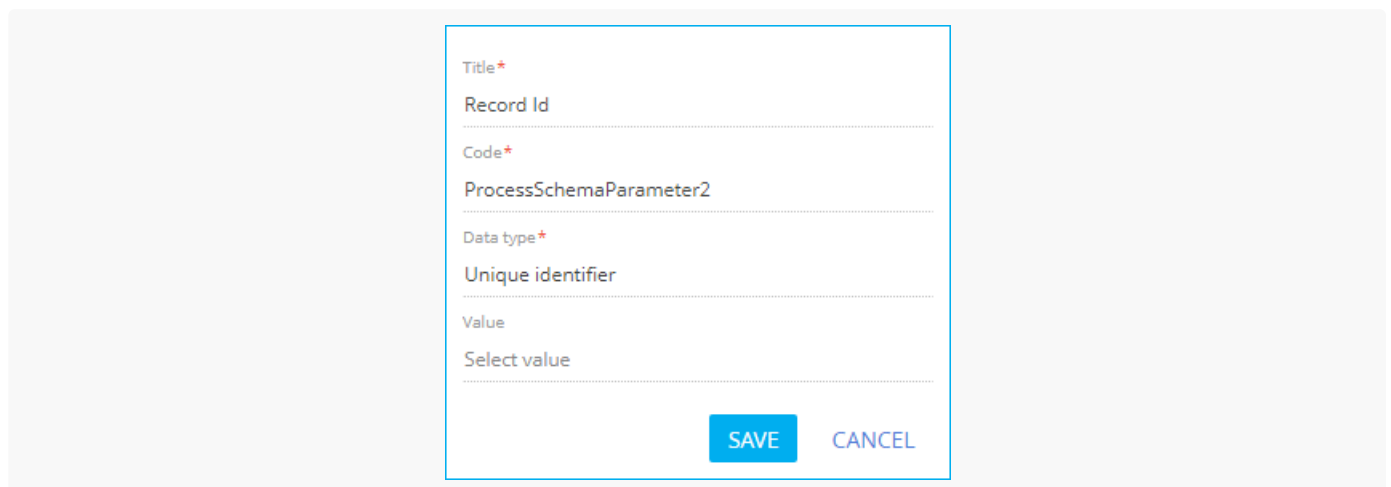 Title*
Record Id
Code*
ProcessSchemaParameter2
Data type*
Unique identifier
Value
Select value
SAVE CANCEL